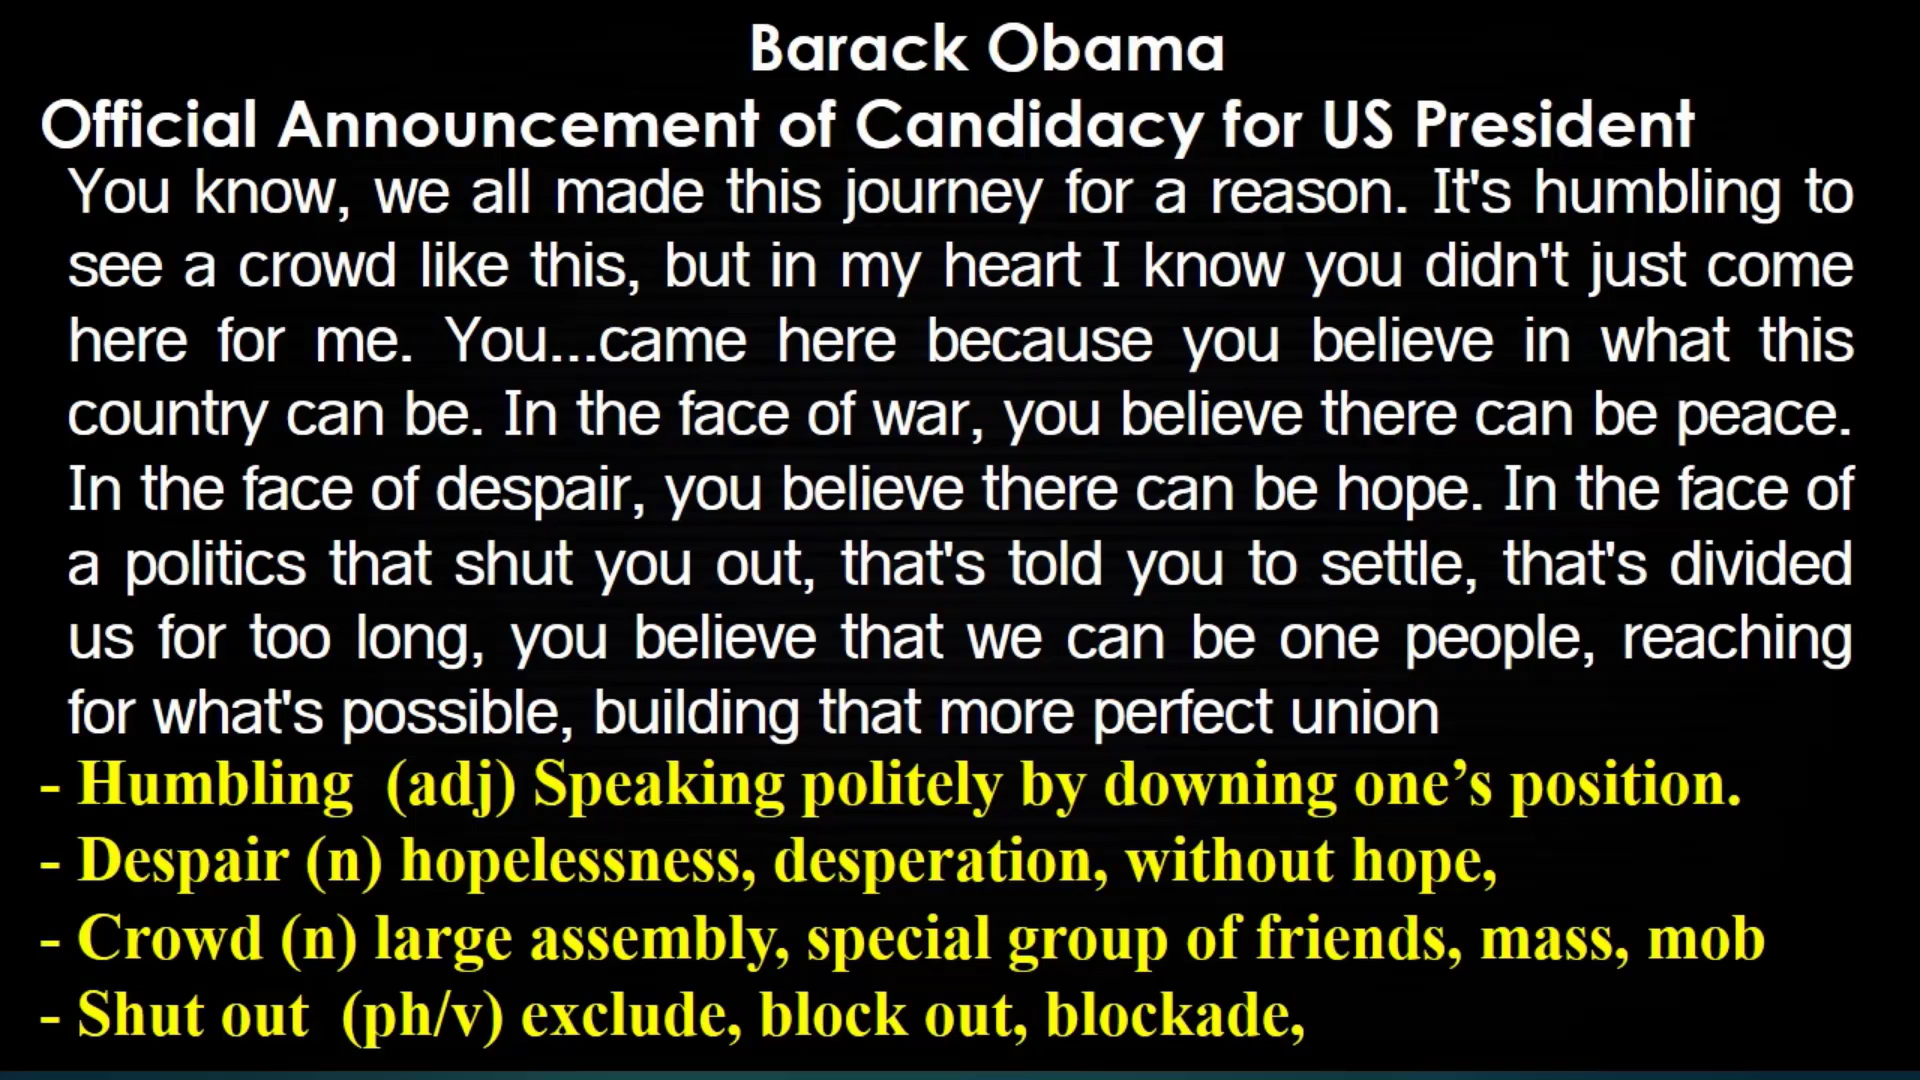 Barack Obama
Official Announcement of Candidacy for US President
You know, we all made this journey for a reason. It's humbling to
see a crowd like this, but in my heart I know you didn't just come
here for me. You...came here because you believe in what this
country can be. In the face of war, you believe there can be peace.
In the face of despair, you believe there can be hope. In the face of
a politics that shut you out, that's told you to settle, that's divided
us for too long, you believe that we can be one people, reaching
for what's possible, building that more perfect union
- Humbling (adj) Speaking politely by downing one’s position.
- Despair (n) hopelessness, desperation, without hope,
- Crowd (n) large assembly, special group of friends, mass, mob
- Shut out (ph/v) exclude, block out, blockade,